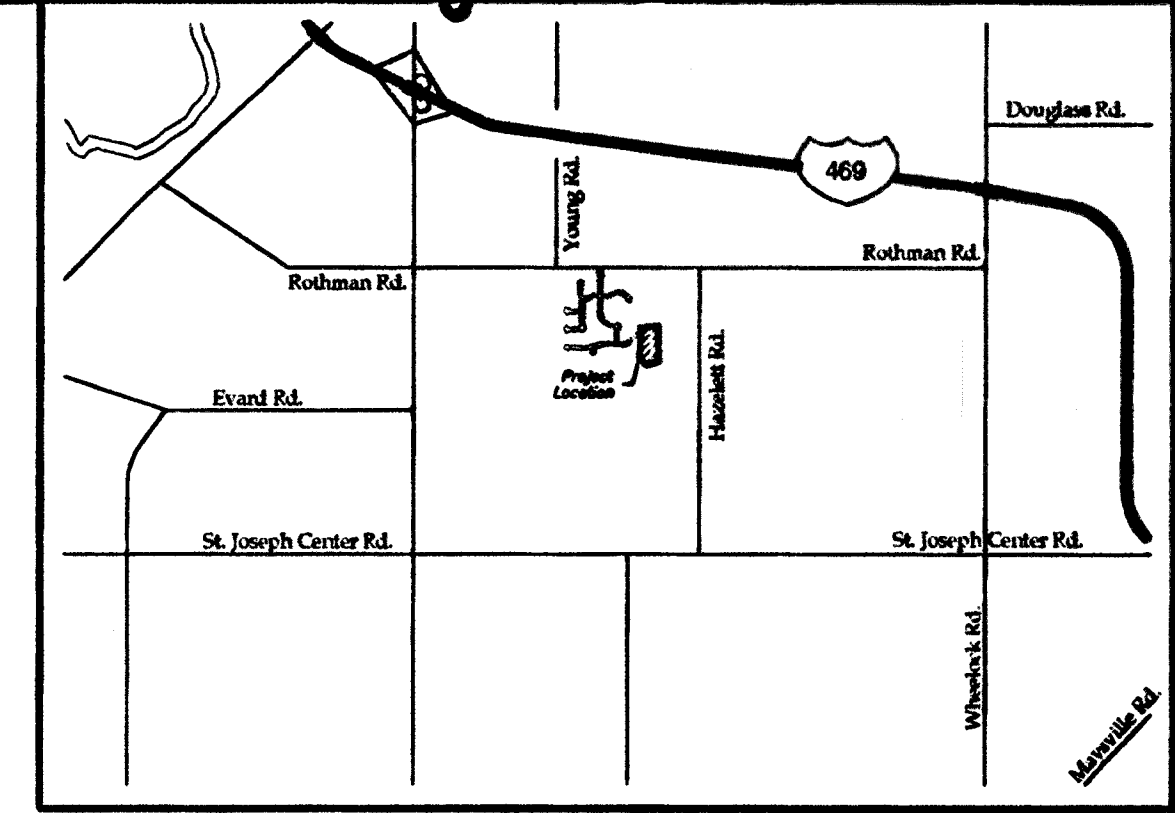 Douglass Rd.
469
Young Rd.
Rothman Rd.
Rothman Rd.
Project
Location
Hazelett Rd.
Evard Rd.
St. Joseph Center Rd.
St. Joseph Center Rd.
Wheelock Rd.
Maysville Rd.